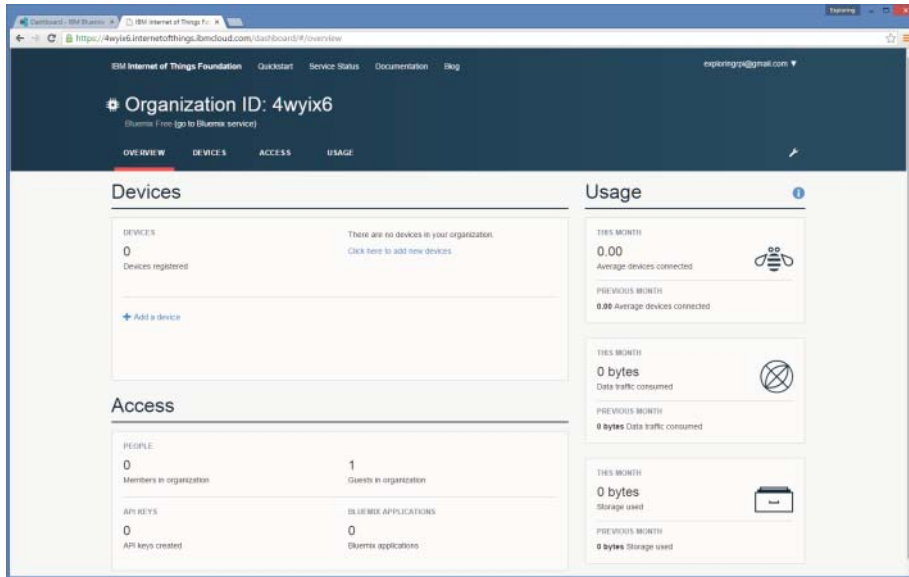 Exploring
Dashboard - IBM Bluemix
IBM Internet of Things Fo
https://4wyix6.internetofthings.ibmcloud.com/dashboard/#/overview
IBM Internet of Things Foundation Quickstart Service Status Documentation Blog
exploringrpi@gmail.com ▼
Organization ID: 4wyix6
Bluemix Free (go to Bluemix service)
OVERVIEW DEVICES ACCESS USAGE
Devices
DEVICES
0
Devices registered
There are no devices in your organization.
Click here to add new devices
+ Add a device
Access
PEOPLE
0
Members in organization
1
Guests in organization
API KEYS
0
API keys created
BLUEMIX APPLICATIONS
0
Bluemix applications
Usage
THIS MONTH
0.00
Average devices connected
PREVIOUS MONTH
0.00 Average devices connected
THIS MONTH
0 bytes
Data traffic consumed
PREVIOUS MONTH
0 bytes Data traffic consumed
THIS MONTH
0 bytes
Storage used
PREVIOUS MONTH
0 bytes Storage used